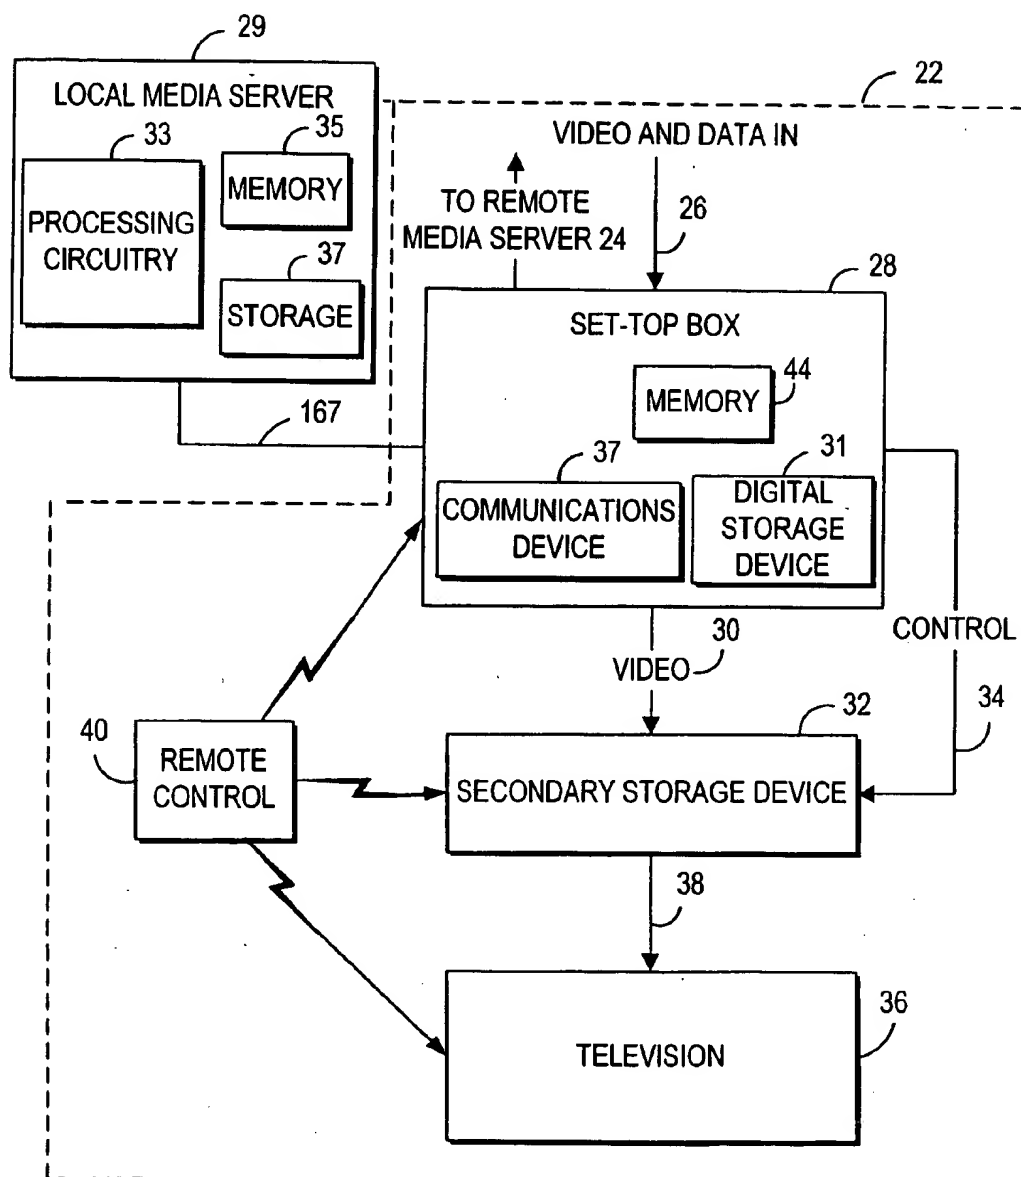 29
LOCAL MEDIA SERVER
33
35
PROCESSING
CIRCUITRY
MEMORY
37
STORAGE
167
22
VIDEO AND DATA IN
TO REMOTE
MEDIA SERVER 24
26
28
SET-TOP BOX
44
MEMORY
37
COMMUNICATIONS
DEVICE
31
DIGITAL
STORAGE
DEVICE
CONTROL
34
VIDEO
30
32
SECONDARY STORAGE DEVICE
40
REMOTE
CONTROL
38
36
TELEVISION